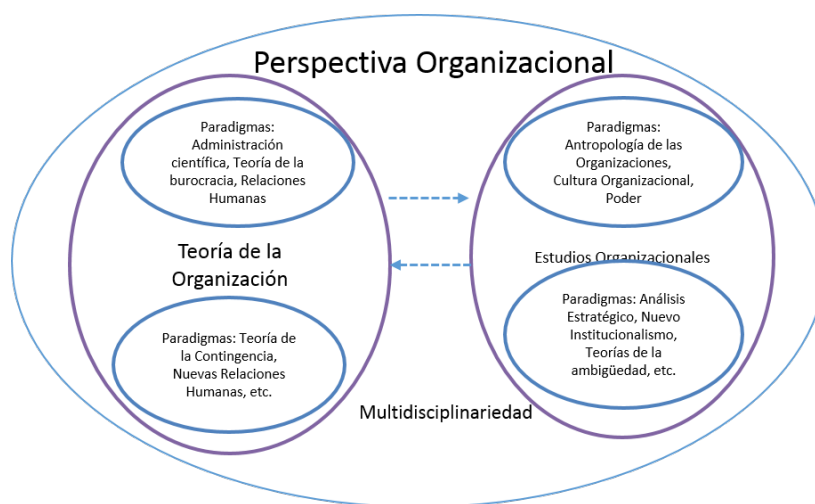 Perspectiva Organizacional
Paradigmas:
Administración
científica, Teoría de la
burocracia, Relaciones
Humanas
Teoría de la
Organización
Paradigmas: Teoría de
la Contingencia,
Nuevas Relaciones
Humanas, etc.
Paradigmas:
Antropología de las
Organizaciones,
Cultura Organizacional,
Poder
Estudios Organizacionales
Paradigmas: Análisis
Estratégico, Nuevo
Institucionalismo,
Teorías de la
ambigüedad, etc.
Multidisciplinariedad